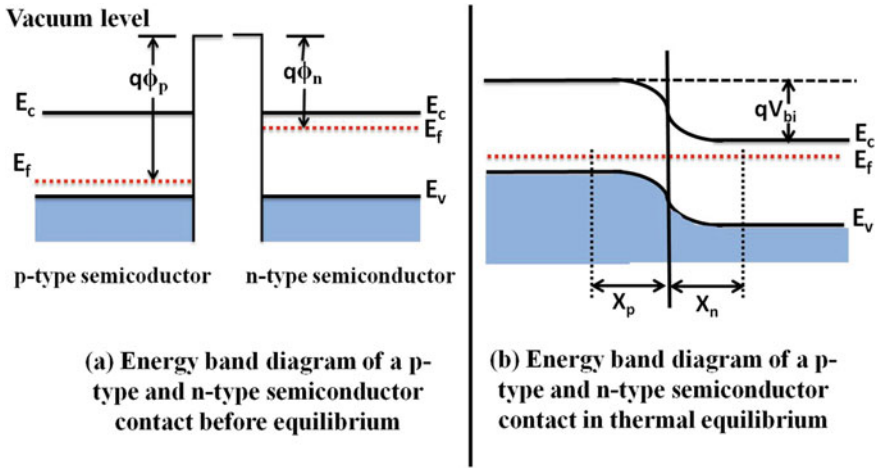 Vacuum level
qϕp
qϕn
Ec
Ec
Ef
Ef
Ev
p-type semicoductor
n-type semiconductor
(a) Energy band diagram of a p-
type and n-type semiconductor
contact before equilibrium
qVbi
Ec
Ef
Ev
Xp
Xn
(b) Energy band diagram of a p-
type and n-type semiconductor
contact in thermal equilibrium